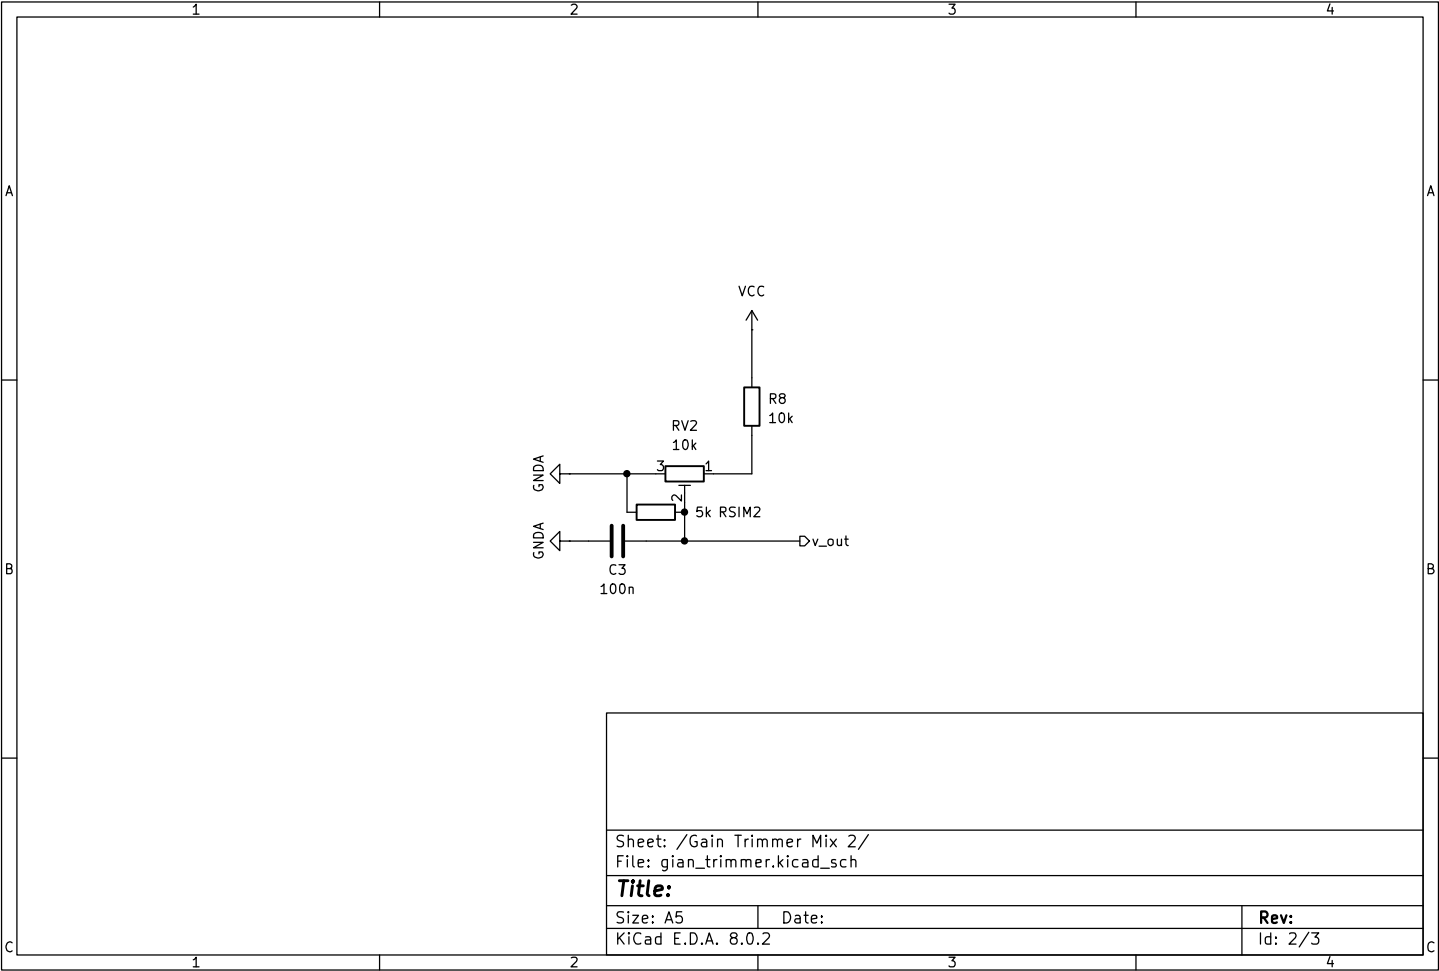 1 2 3 4
A A
VCC
R8
10k
RV2
10k
GNDA 3 1
2
5k RSIM2
GNDA v_out
B B
C3
100n
Sheet: /Gain Trimmer Mix 2/
File: gian_trimmer.kicad_sch
Title:
Size: A5 Date: Rev:
KiCad E.D.A. 8.0.2 Id: 2/3
C C
1 2 3 4